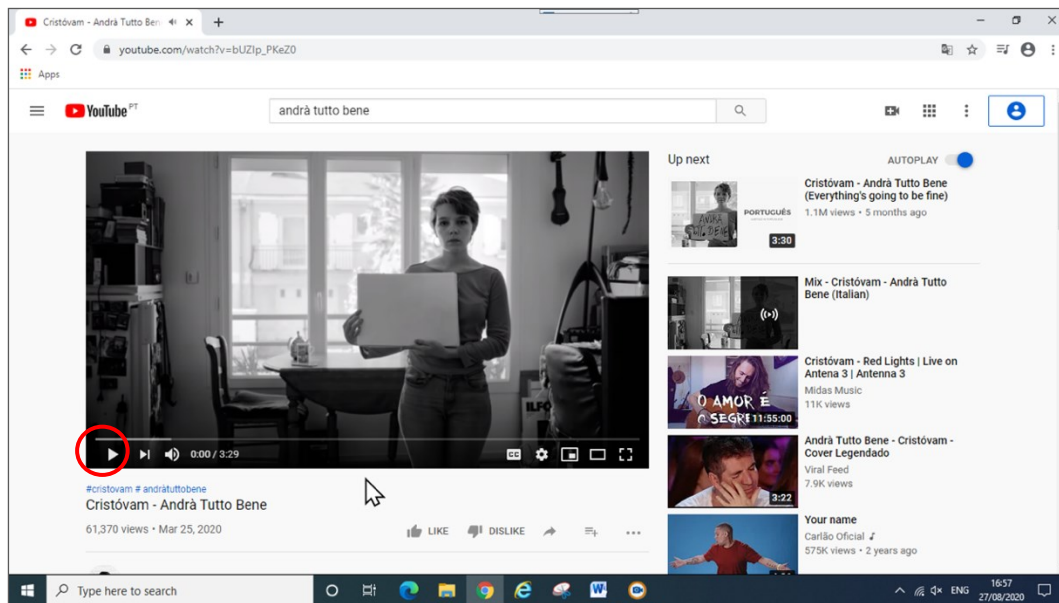 Cristóvam - Andrà Tutto Ben
youtube.com/watch?v=bUZIp_PKeZ0
Apps
YouTube PT
andrà tutto bene
0:00 / 3:29
#cristovam # andràtuttobene
Cristóvam - Andrà Tutto Bene
61,370 views • Mar 25, 2020
LIKE DISLIKE
Up next
AUTOPLAY
ANDRÀ
TUT. BENE
PORTUGUÊS
3:30
Cristóvam - Andrà Tutto Bene
(Everything's going to be fine)
1.1M views • 5 months ago
Mix - Cristóvam - Andrà Tutto
Bene (Italian)
O AMOR É
O SEGRE
11:55:00
Cristóvam - Red Lights | Live on
Antena 3 | Antenna 3
Midas Music
11K views
3:22
Andrà Tutto Bene - Cristóvam -
Cover Legendado
Viral Feed
7.9K views
Your name
Carlão Oficial
575K views • 2 years ago
Type here to search
ENG
16:57
27/08/2020